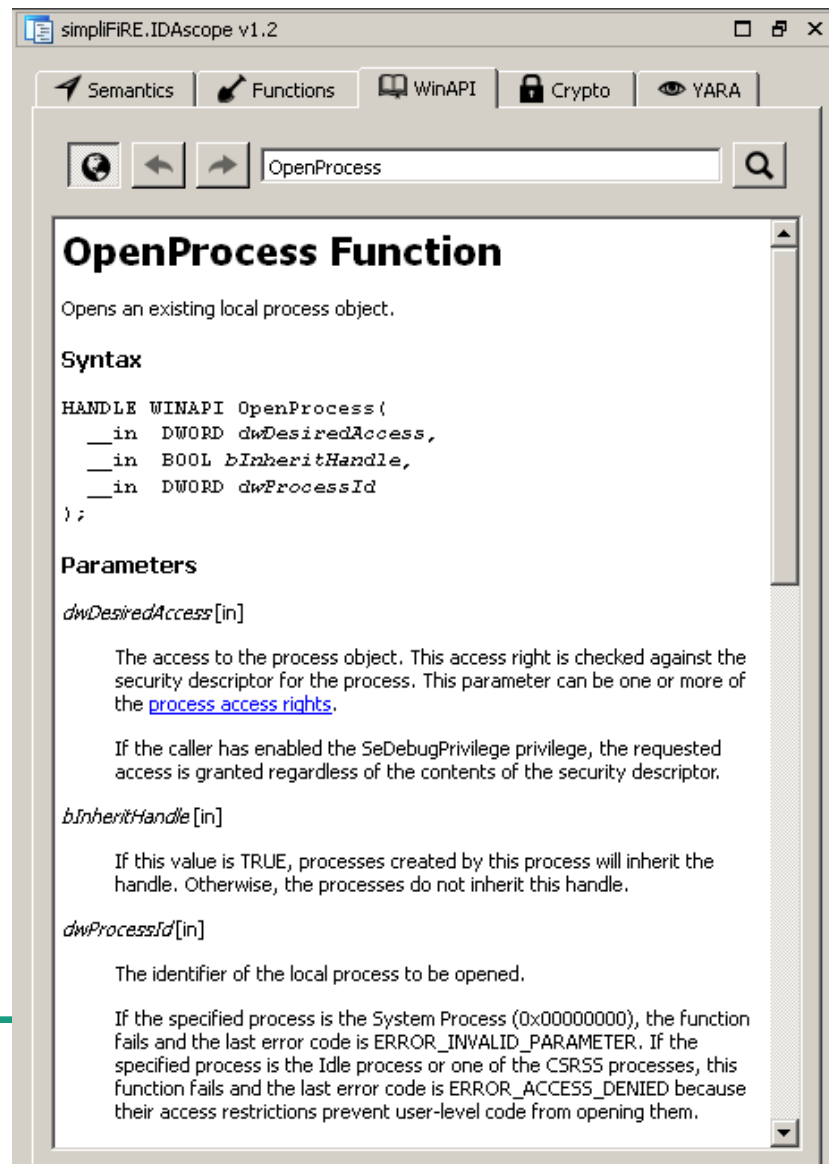 simpliFiRE.IDAscope v1.2
Semantics
Functions
WinAPI
Crypto
YARA
OpenProcess
OpenProcess Function
Opens an existing local process object.
Syntax
HANDLE WINAPI OpenProcess(
  __in  DWORD dwDesiredAccess,
  __in  BOOL bInheritHandle,
  __in  DWORD dwProcessId
);
Parameters
dwDesiredAccess[in]
The access to the process object. This access right is checked against the
security descriptor for the process. This parameter can be one or more of
the process access rights.
If the caller has enabled the SeDebugPrivilege privilege, the requested
access is granted regardless of the contents of the security descriptor.
bInheritHandle [in]
If this value is TRUE, processes created by this process will inherit the
handle. Otherwise, the processes do not inherit this handle.
dwProcessId[in]
The identifier of the local process to be opened.
If the specified process is the System Process (0x00000000), the function
fails and the last error code is ERROR_INVALID_PARAMETER. If the
specified process is the Idle process or one of the CSRSS processes, this
function fails and the last error code is ERROR_ACCESS_DENIED because
their access restrictions prevent user-level code from opening them.